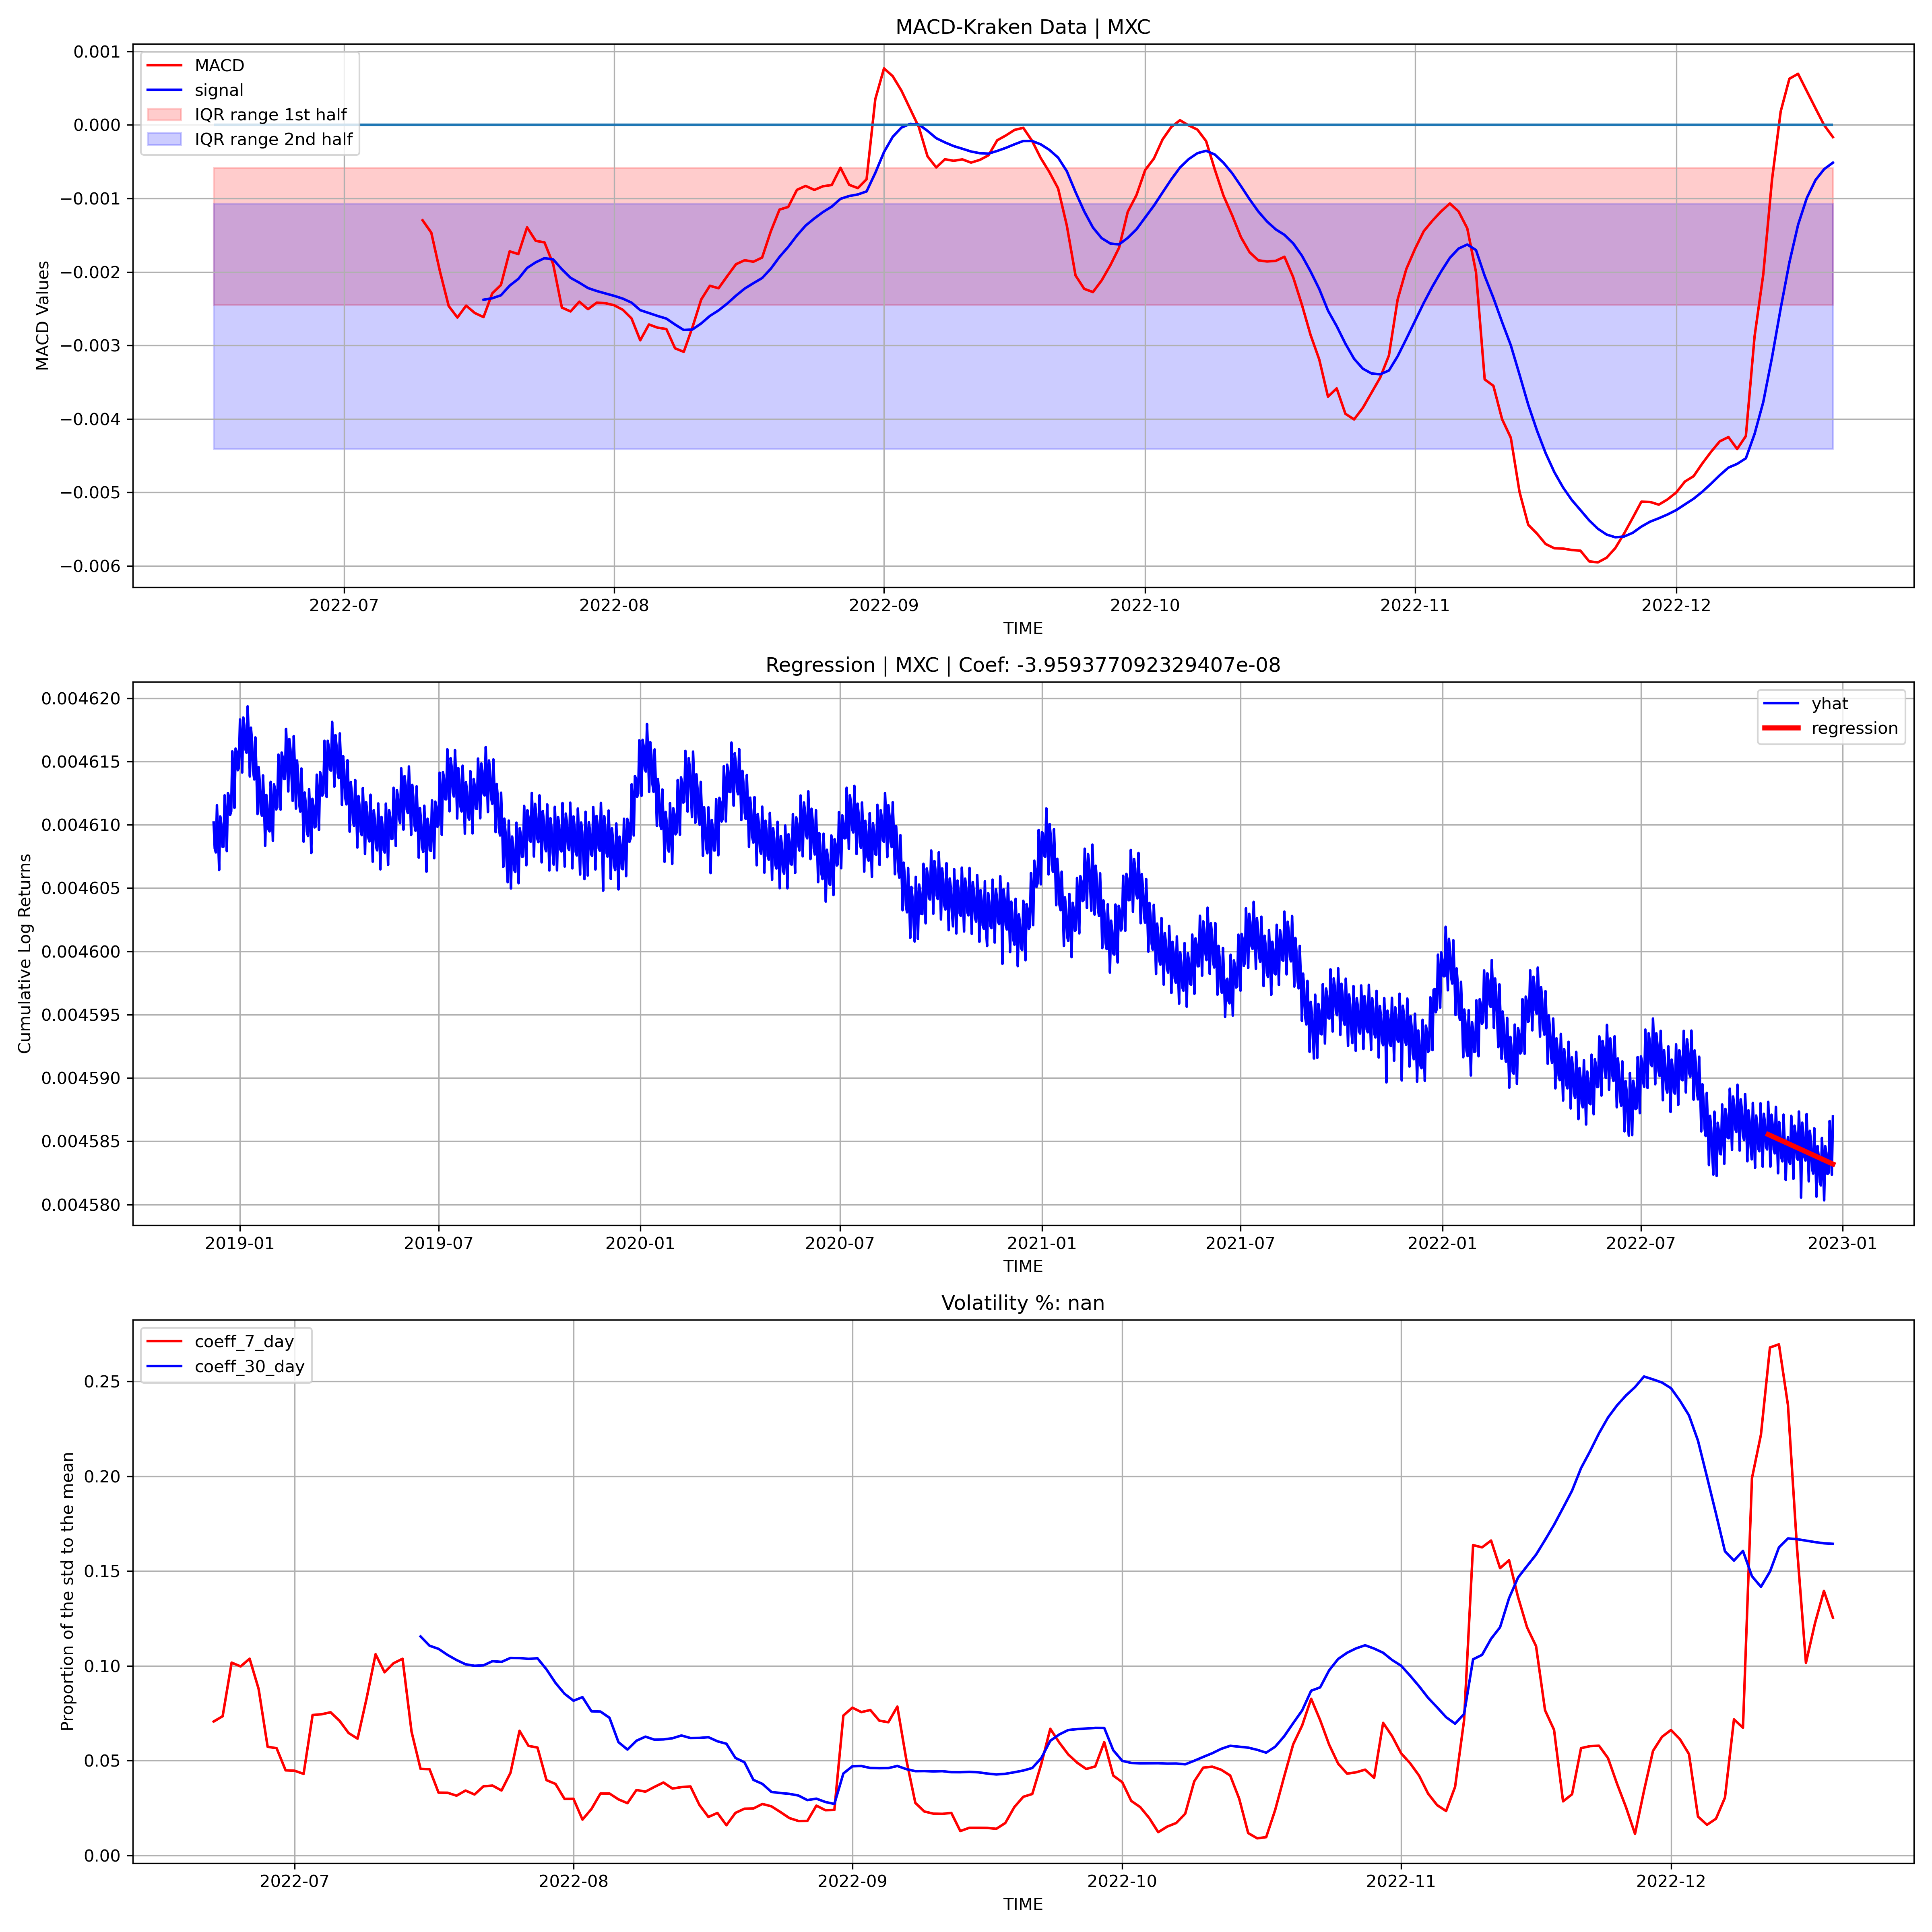 MACD-Kraken Data | MXC
MACD
signal
IQR range 1st half
IQR range 2nd half
MACD Values
0.001
0.000
−0.001
−0.002
−0.003
−0.004
−0.005
−0.006
2022-07 2022-08 2022-09 2022-10 2022-11 2022-12
TIME
Regression | MXC | Coef: -3.959377092329407e-08
yhat
regression
Cumulative Log Returns
0.004620
0.004615
0.004610
0.004605
0.004600
0.004595
0.004590
0.004585
0.004580
2019-01 2019-07 2020-01 2020-07 2021-01 2021-07 2022-01 2022-07 2023-01
TIME
Volatility %: nan
coeff_7_day
coeff_30_day
Proportion of the std to the mean
0.25
0.20
0.15
0.10
0.05
0.00
2022-07 2022-08 2022-09 2022-10 2022-11 2022-12
TIME